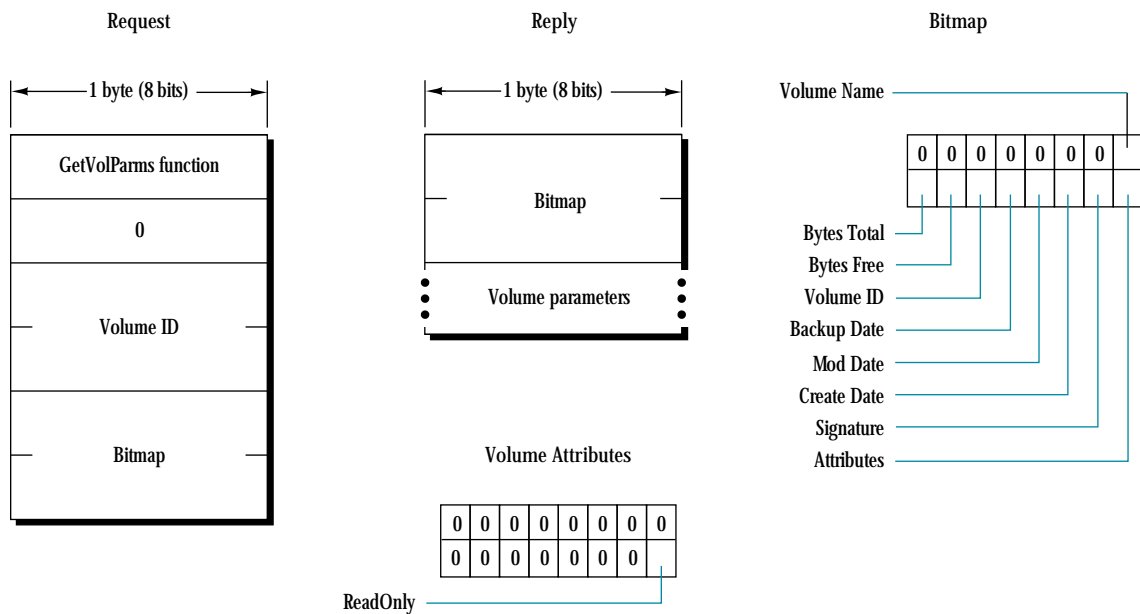 Request
1 byte (8 bits)
GetVolParms function
0
Volume ID
Bitmap
Reply
1 byte (8 bits)
Bitmap
Volume parameters
Volume Attributes
0 0 0 0 0 0 0 0
0 0 0 0 0 0 0
ReadOnly
Bitmap
Volume Name
0 0 0 0 0 0 0
Bytes Total
Bytes Free
Volume ID
Backup Date
Mod Date
Create Date
Signature
Attributes